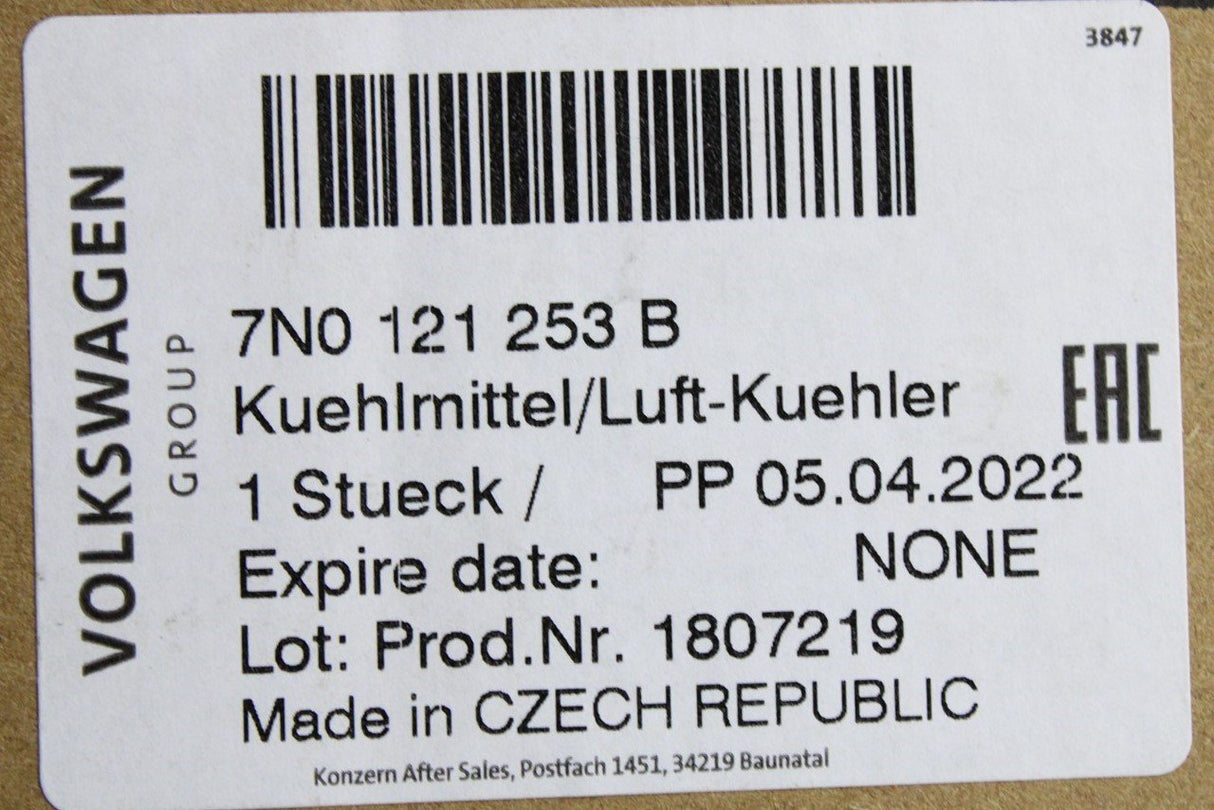 3847
VOLKSWAGEN
GROUP
7N0 121 253 B
Kuehlmittel/Luft-Kuehler
EAC
1 Stueck / PP 05.04.2022
Expire date: NONE
Lot: Prod.Nr. 1807219
Made in CZECH REPUBLIC
Konzern After Sales, Postfach 1451, 34219 Baunatal